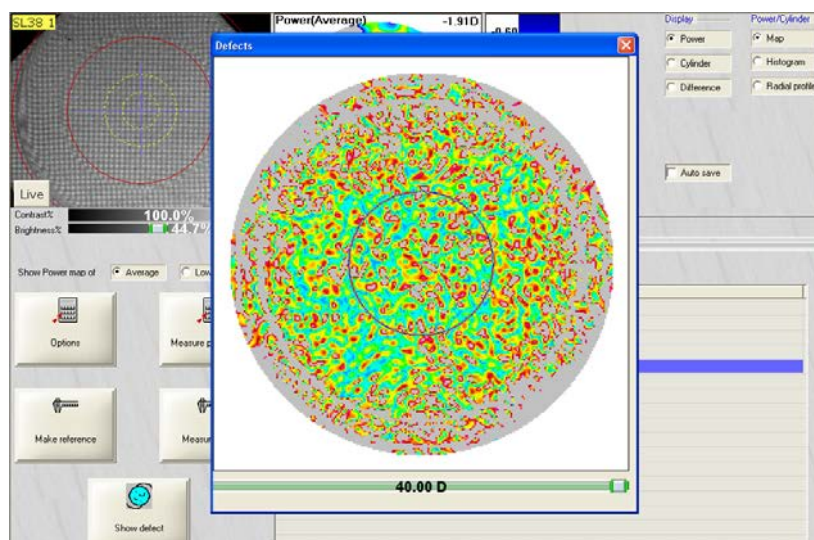 SL38 1
Power(Average) -1.91D
-0.60
Display
Power/Cylinder
Power
Map
Cylinder
Histogram
Difference
Radial profile
Auto save
Defects
Live
Contrast% 100.0%
Brightness% 44.7%
Show Power map of Average Low
Options
Measure
Make reference
Measure
Show defect
40.00 D